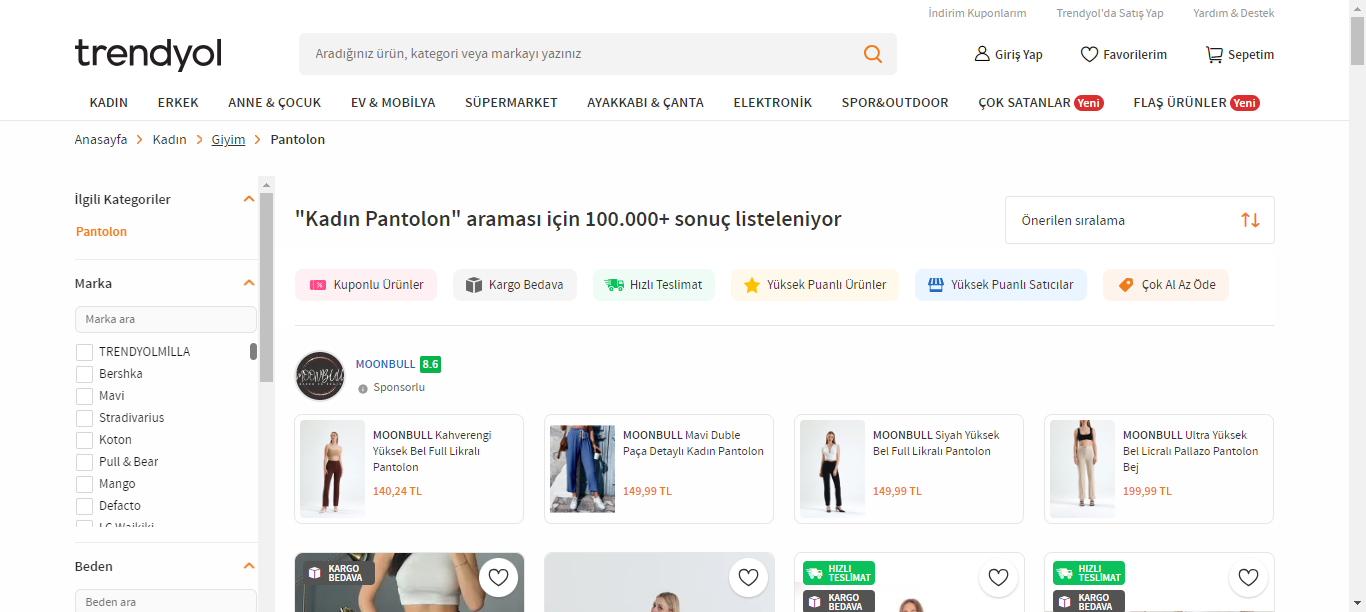 İndirim Kuponlarım Trendyol'da Satış Yap Yardım & Destek
trendyol
Aradığınız ürün, kategori veya markayı yazınız
Giriş Yap Favorilerim Sepetim
KADIN ERKEK ANNE & ÇOCUK EV & MOBİLYA SÜPERMARKET AYAKKABI & ÇANTA ELEKTRONİK SPOR&OUTDOOR ÇOK SATANLAR Yeni FLAŞ ÜRÜNLER Yeni
Anasayfa Kadın Giyim Pantolon
İlgili Kategoriler
Pantolon
Marka
Marka ara
TRENDYOLMİLLA
Bershka
Mavi
Stradivarius
Koton
Pull & Bear
Mango
Defacto
LC Waikiki
Beden
Beden ara
"Kadın Pantolon" araması için 100.000+ sonuç listeleniyor
Önerilen sıralama
Kuponlu Ürünler Kargo Bedava Hızlı Teslimat Yüksek Puanlı Ürünler Yüksek Puanlı Satıcılar Çok Al Az Öde
MOONBULL
MOONBULL 8.6
Sponsorlu
MOONBULL Kahverengi
Yüksek Bel Full Likralı
Pantolon
140,24 TL
MOONBULL Mavi Duble
Paça Detaylı Kadın Pantolon
149,99 TL
MOONBULL Siyah Yüksek
Bel Full Likralı Pantolon
149,99 TL
MOONBULL Ultra Yüksek
Bel Licralı Pallazo Pantolon
Bej
199,99 TL
KARGO
BEDAVA
HIZLI
TESLİMAT
KARGO
BEDAVA
HIZLI
TESLİMAT
KARGO
BEDAVA